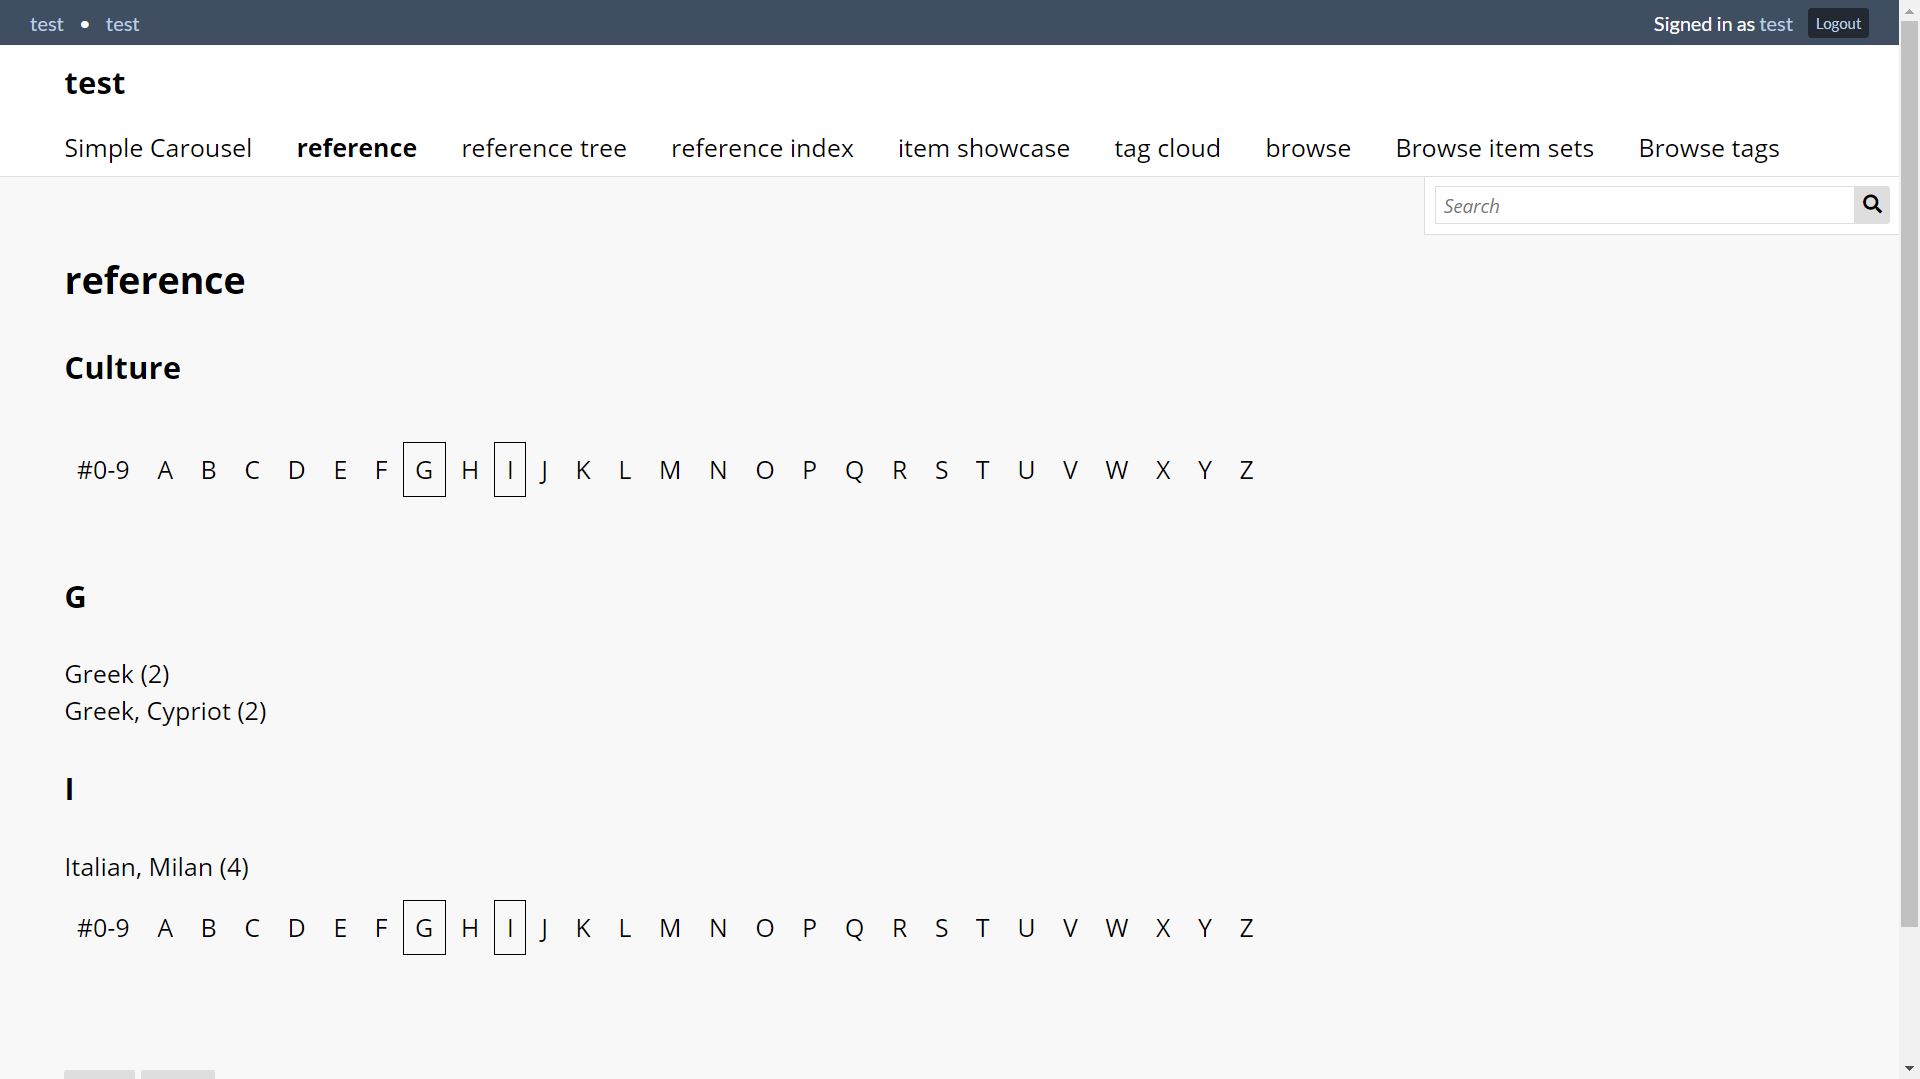 test • test Signed in as test Logout
test
Simple Carousel reference reference tree reference index item showcase tag cloud browse Browse item sets Browse tags
Search
reference
Culture
#0-9 A B C D E F G H I J K L M N O P Q R S T U V W X Y Z
G
Greek (2)
Greek, Cypriot (2)
I
Italian, Milan (4)
#0-9 A B C D E F G H I J K L M N O P Q R S T U V W X Y Z